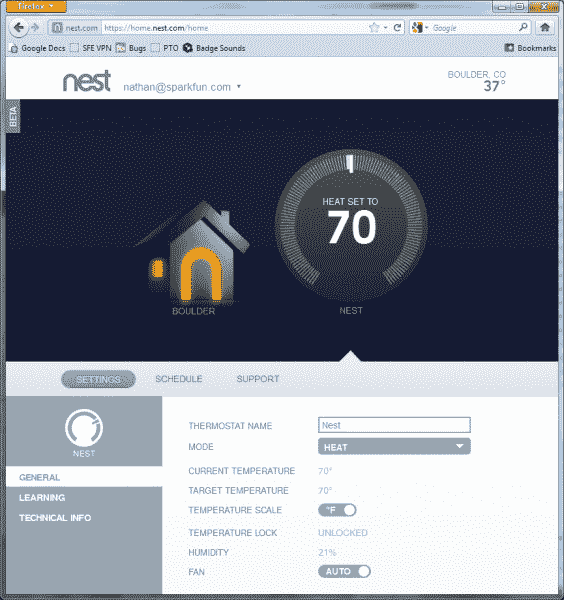 Firefox
nest.com https://home.nest.com/home Google
Google Docs SFE VPN Bugs PTO Badge Sounds Bookmarks
nest nathan@sparkfun.com BOULDER, CO
37°
BETA
HEAT SET TO
70
n
BOULDER NEST
SETTINGS SCHEDULE SUPPORT
THERMOSTAT NAME Nest
MODE HEAT
NEST
CURRENT TEMPERATURE 70°
GENERAL
TARGET TEMPERATURE 70°
LEARNING
TEMPERATURE SCALE °F
TECHNICAL INFO
TEMPERATURE LOCK UNLOCKED
HUMIDITY 21%
FAN AUTO